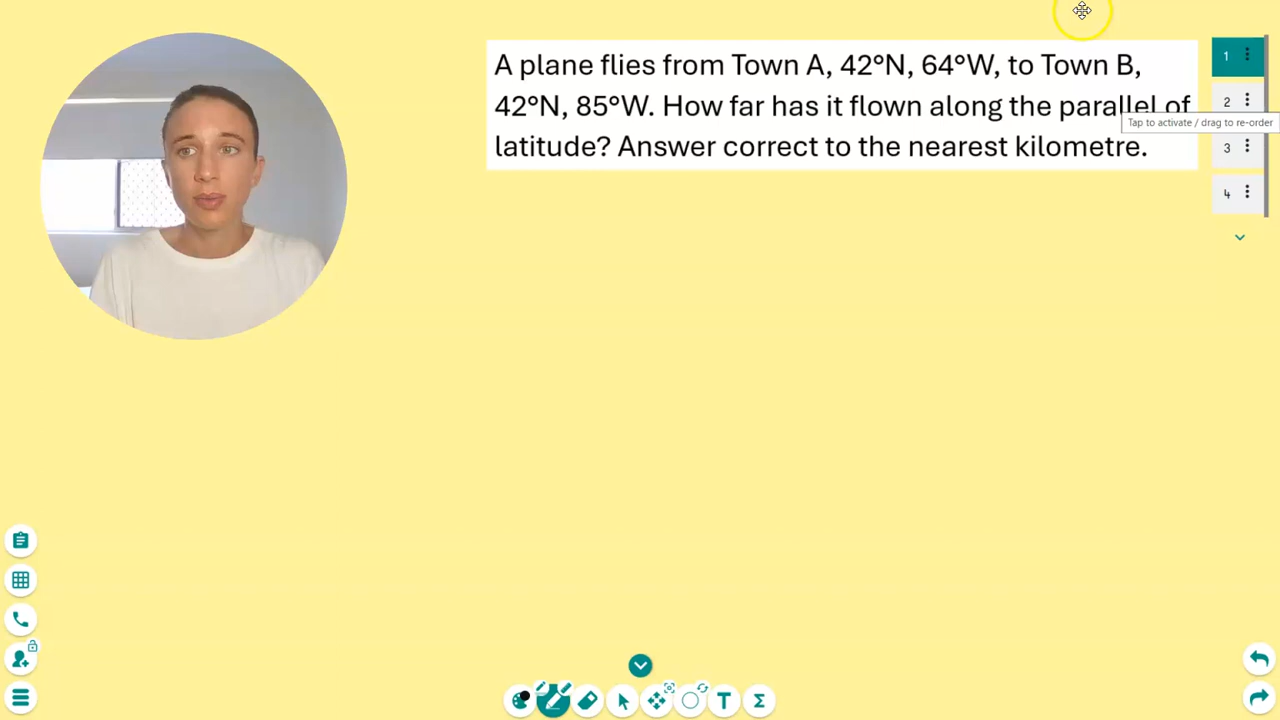 A plane flies from Town A, 42°N, 64°W, to Town B,
42°N, 85°W. How far has it flown along the parallel of
latitude? Answer correct to the nearest kilometre.
1
2
Tap to activate / drag to re-order
3
4
T
Σ